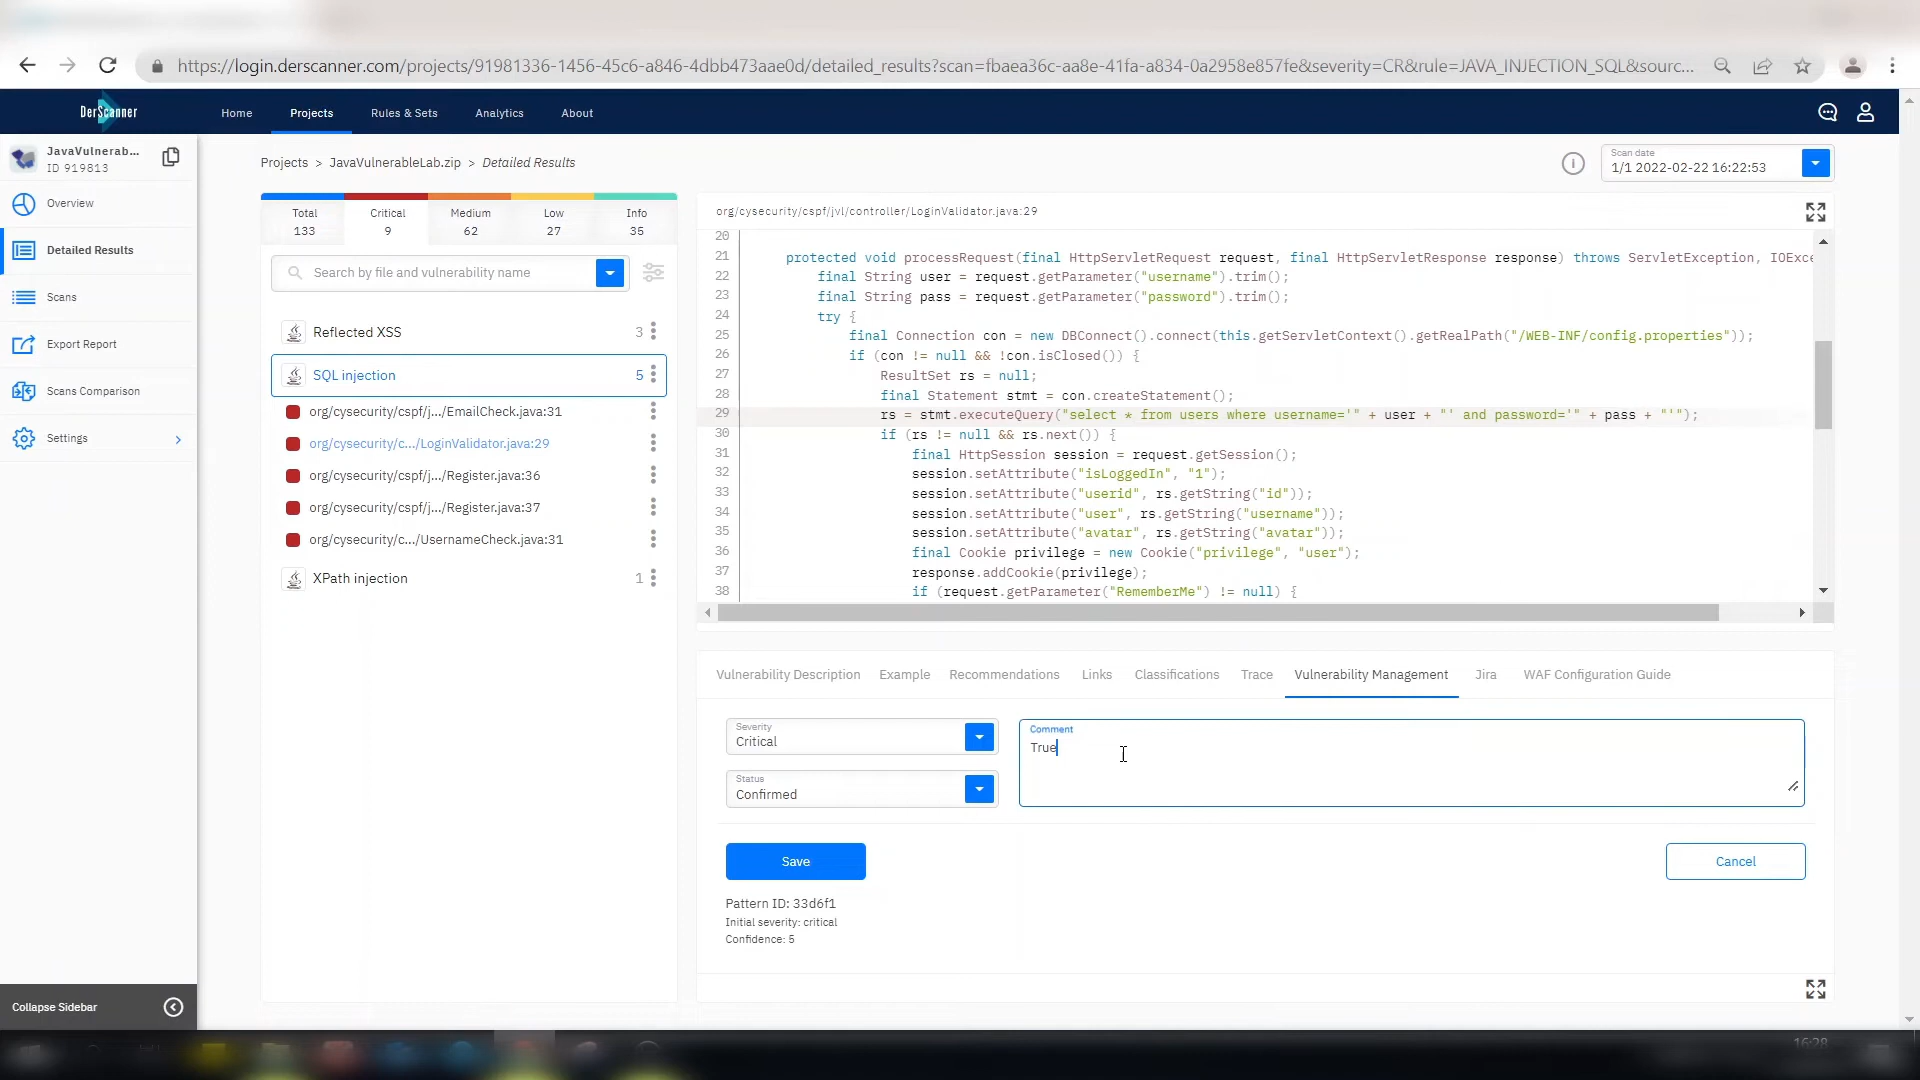 https://login.derscanner.com/projects/91981336-1456-45c6-a846-4dbb473aae0d/detailed_results?scan=fbaea36c-aa8e-41fa-a834-0a2958e857fe&severity=CR&rule=JAVA_INJECTION_SQL&sourc...
DerScanner
Home
Projects
Rules & Sets
Analytics
About
JavaVulnerab...
ID 919813
Overview
Detailed Results
Scans
Export Report
Scans Comparison
Settings
Collapse Sidebar
Projects > JavaVulnerableLab.zip > Detailed Results
Scan date
1/1 2022-02-22 16:22:53
Total
133
Critical
9
Medium
62
Low
27
Info
35
Search by file and vulnerability name
Reflected XSS 3
SQL injection 5
org/cysecurity/cspf/j.../EmailCheck.java:31
org/cysecurity/c.../LoginValidator.java:29
org/cysecurity/cspf/j.../Register.java:36
org/cysecurity/cspf/j.../Register.java:37
org/cysecurity/c.../UsernameCheck.java:31
XPath injection 1
org/cysecurity/cspf/jvl/controller/LoginValidator.java:29
20
21 protected void processRequest(final HttpServletRequest request, final HttpServletResponse response) throws ServletException, IOExce
22 final String user = request.getParameter("username").trim();
23 final String pass = request.getParameter("password").trim();
24 try {
25 final Connection con = new DBConnect().connect(this.getServletContext().getRealPath("/WEB-INF/config.properties"));
26 if (con != null && !con.isClosed()) {
27 ResultSet rs = null;
28 final Statement stmt = con.createStatement();
29 rs = stmt.executeQuery("select * from users where username='" + user + "' and password='" + pass + "'");
30 if (rs != null && rs.next()) {
31 final HttpSession session = request.getSession();
32 session.setAttribute("isLoggedIn", "1");
33 session.setAttribute("userid", rs.getString("id"));
34 session.setAttribute("user", rs.getString("username"));
35 session.setAttribute("avatar", rs.getString("avatar"));
36 final Cookie privilege = new Cookie("privilege", "user");
37 response.addCookie(privilege);
38 if (request.getParameter("RememberMe") != null) {
Vulnerability Description
Example
Recommendations
Links
Classifications
Trace
Vulnerability Management
Jira
WAF Configuration Guide
Severity
Critical
Status
Confirmed
Comment
True
Save
Cancel
Pattern ID: 33d6f1
Initial severity: critical
Confidence: 5
16:28